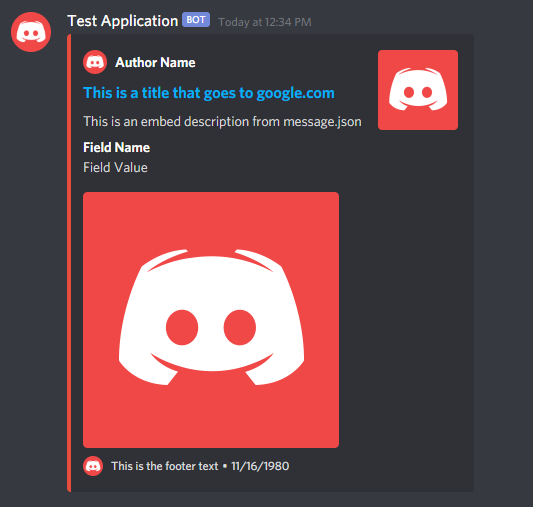 Test Application BOT Today at 12:34 PM
Author Name
This is a title that goes to google.com
This is an embed description from message.json
Field Name
Field Value
This is the footer text • 11/16/1980